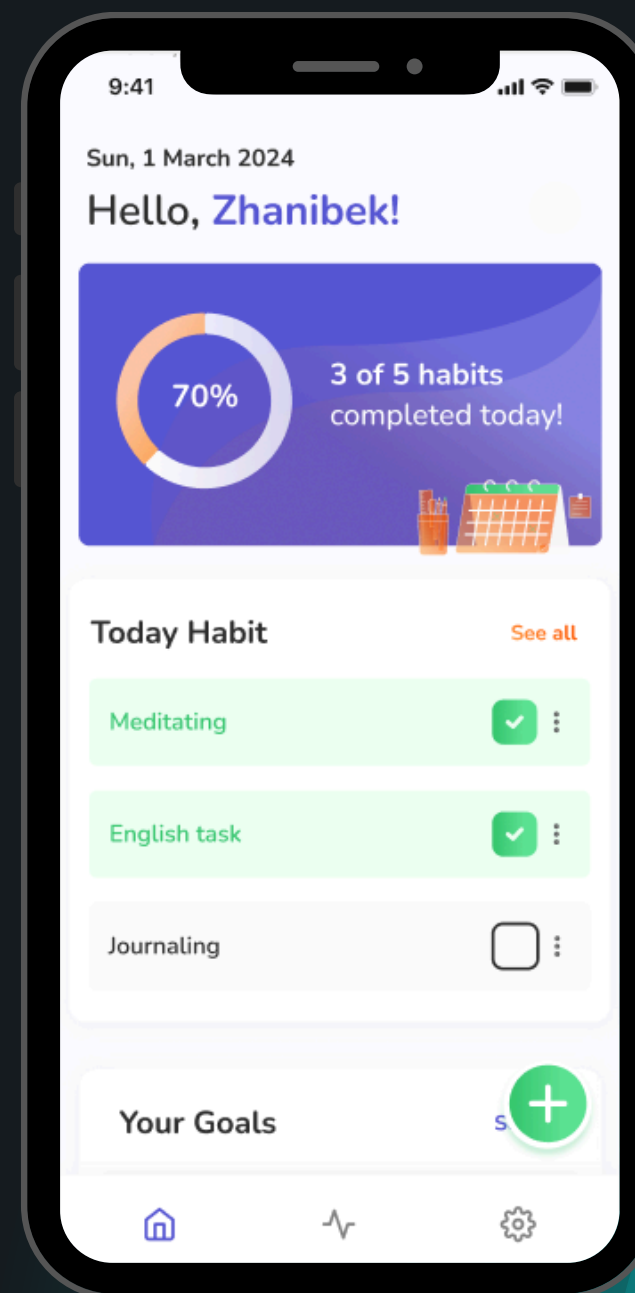 9:41
Sun, 1 March 2024
Hello, Zhanibek!
70%
3 of 5 habits
completed today!
Today Habit
See all
Meditating
English task
Journaling
Your Goals